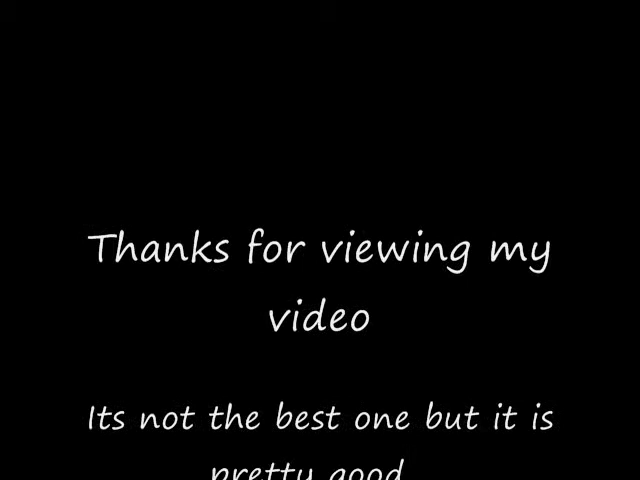 Thanks for viewing my
video
Its not the best one but it is
pretty good